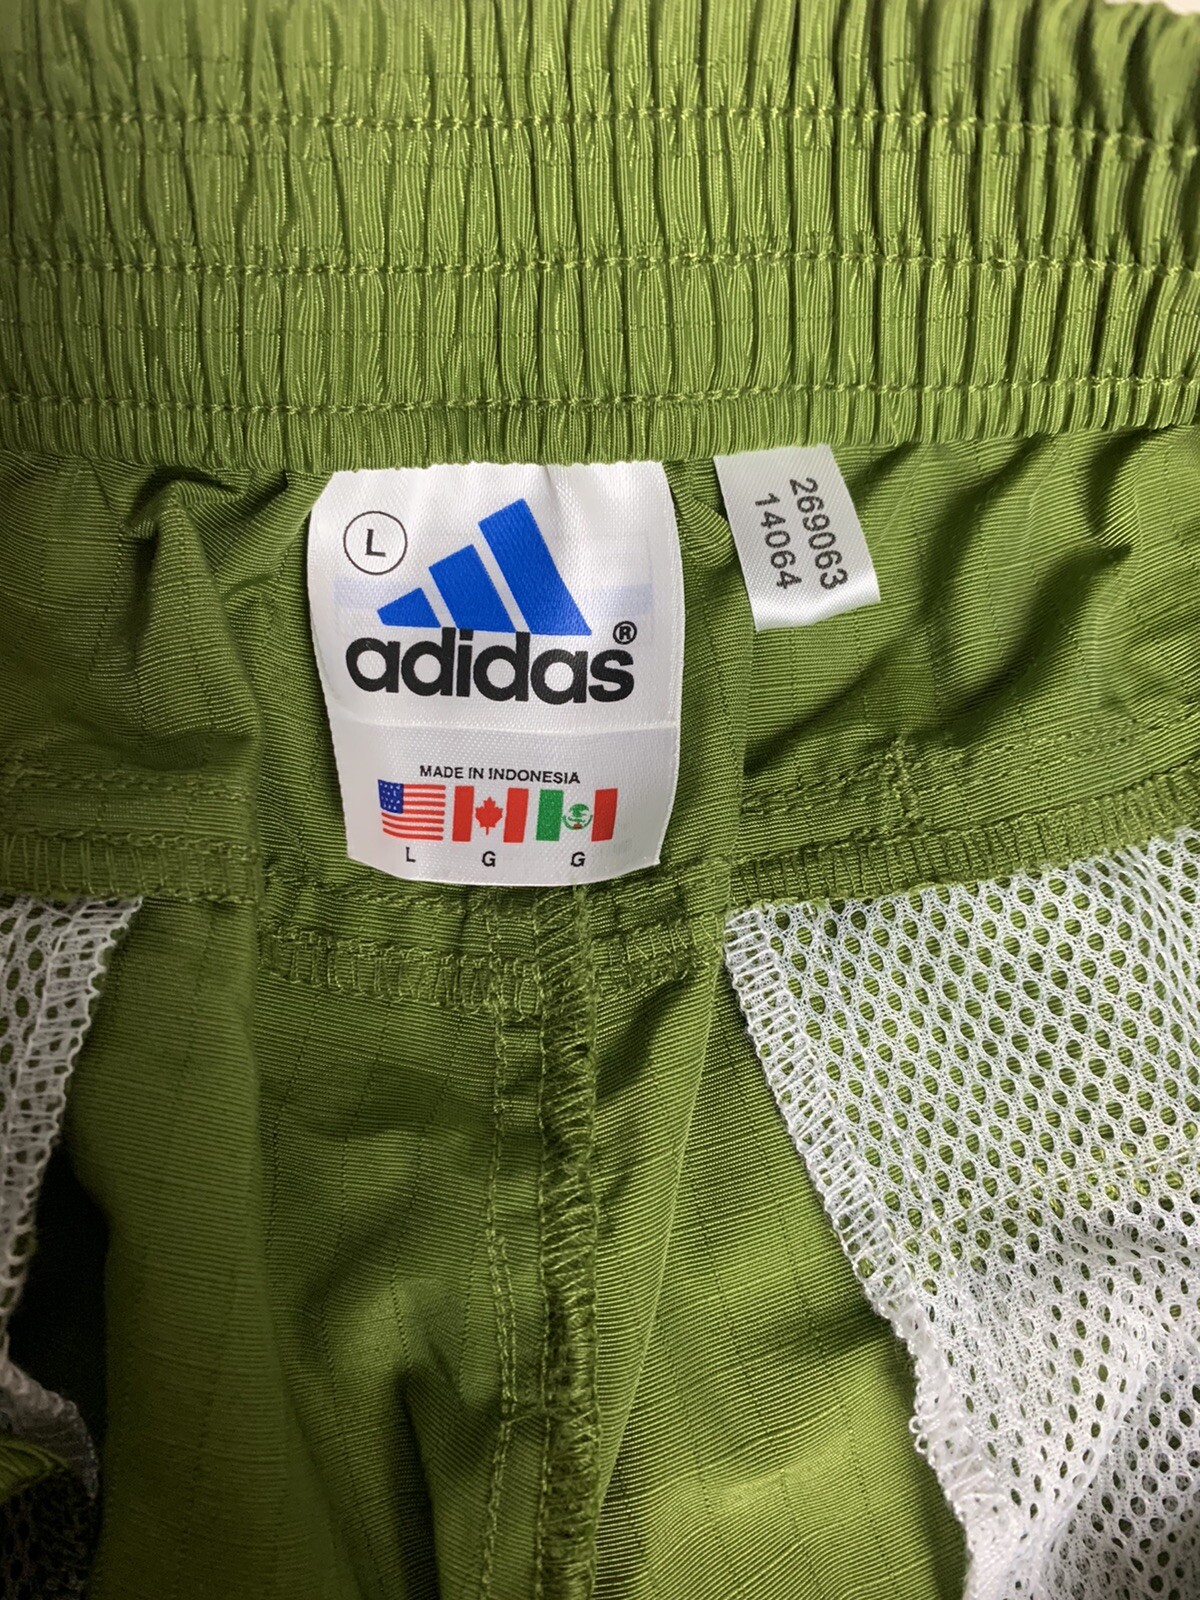 L
adidas®
MADE IN INDONESIA
L G G
269063
14064